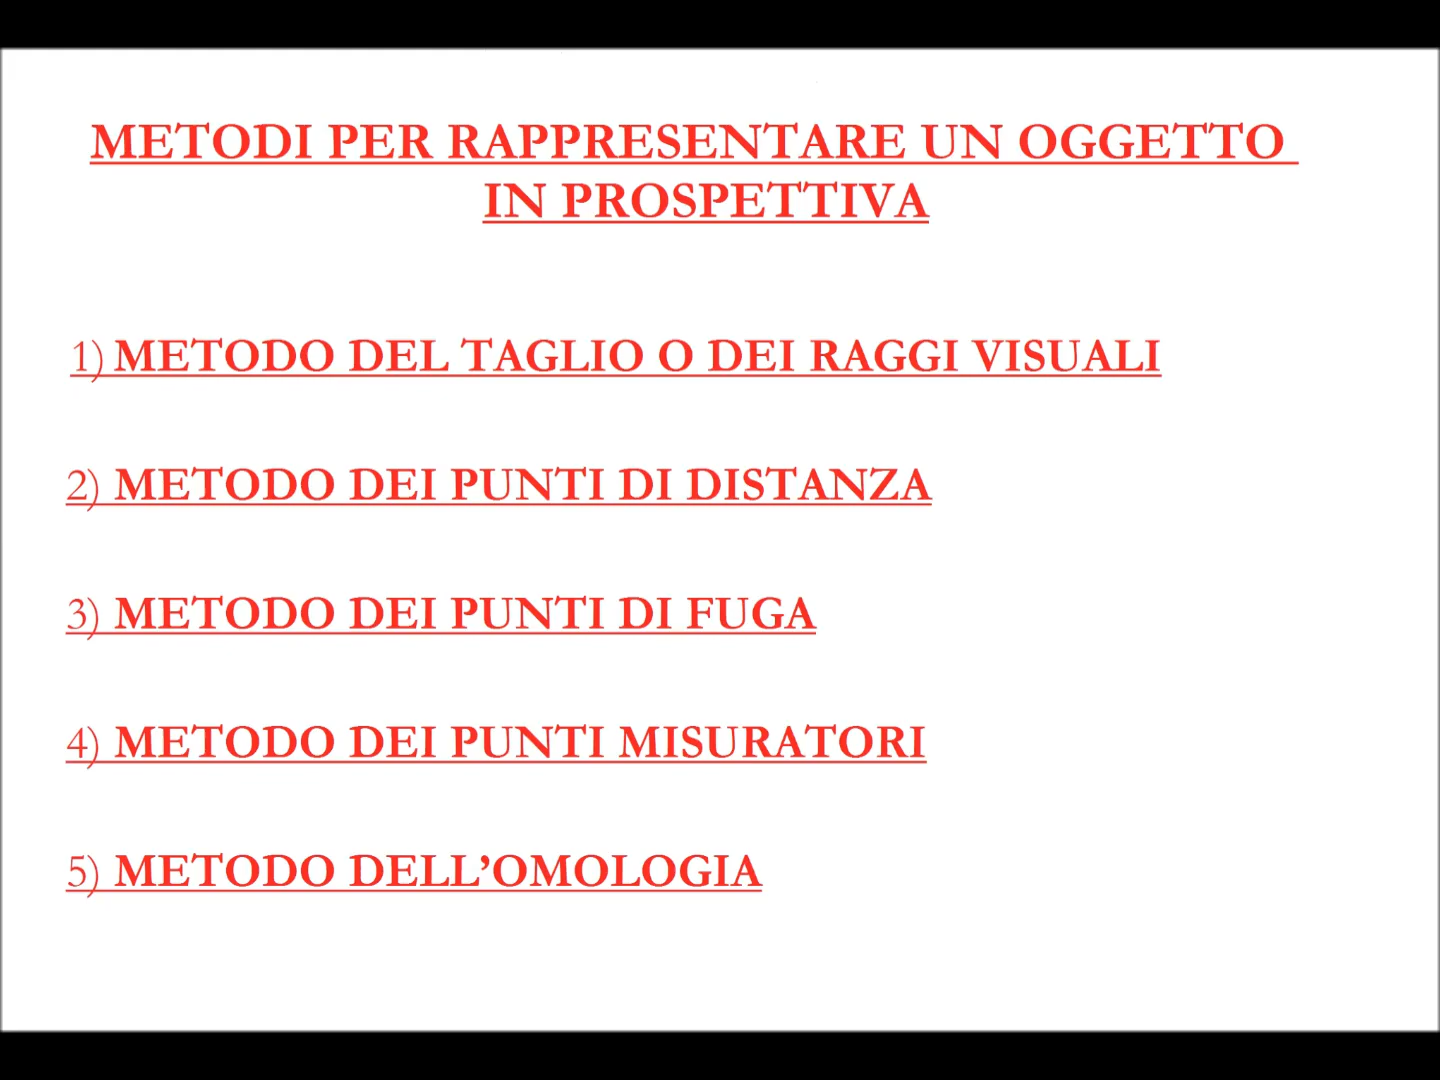 METODI PER RAPPRESENTARE UN OGGETTO
IN PROSPETTIVA
1) METODO DEL TAGLIO O DEI RAGGI VISUALI
2) METODO DEI PUNTI DI DISTANZA
3) METODO DEI PUNTI DI FUGA
4) METODO DEI PUNTI MISURATORI
5) METODO DELL’OMOLOGIA